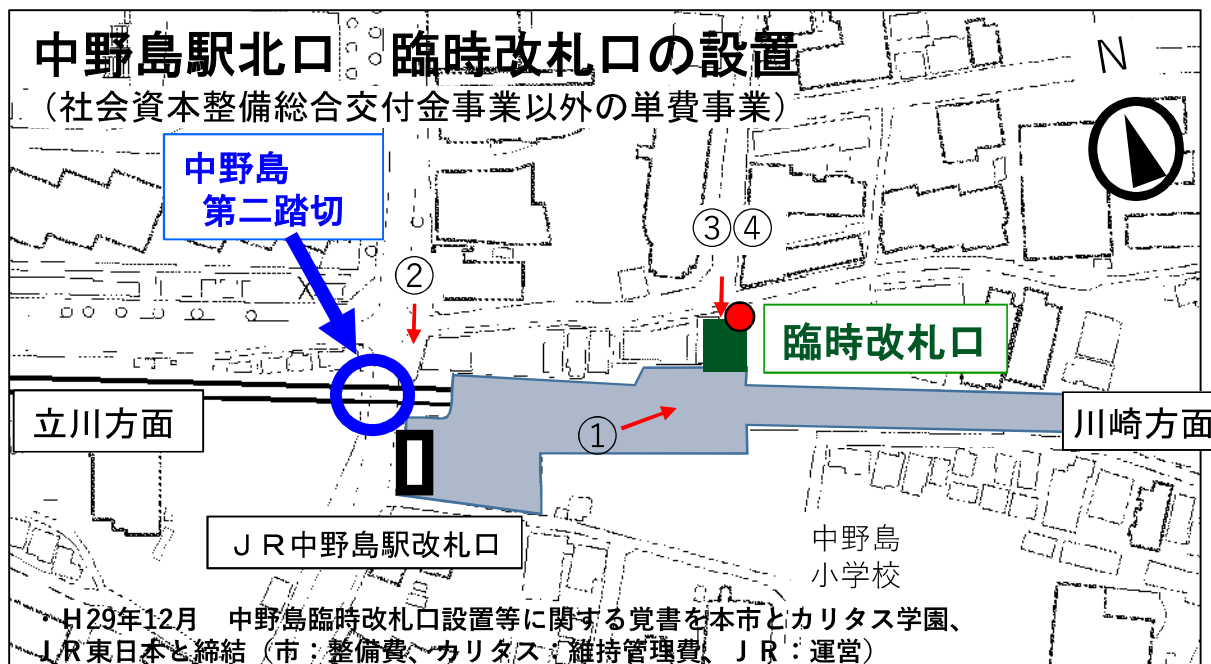 中野島駅北口　臨時改札口の設置
（社会資本整備総合交付金事業以外の単費事業）
N
中野島
第二踏切
③④
②
臨時改札口
立川方面
①
川崎方面
ＪＲ中野島駅改札口
中野島
小学校
・H29年12月　中野島臨時改札口設置等に関する覚書を本市とカリタス学園、
ＪＲ東日本と締結（市：整備費、カリタス：維持管理費、ＪＲ：運営）